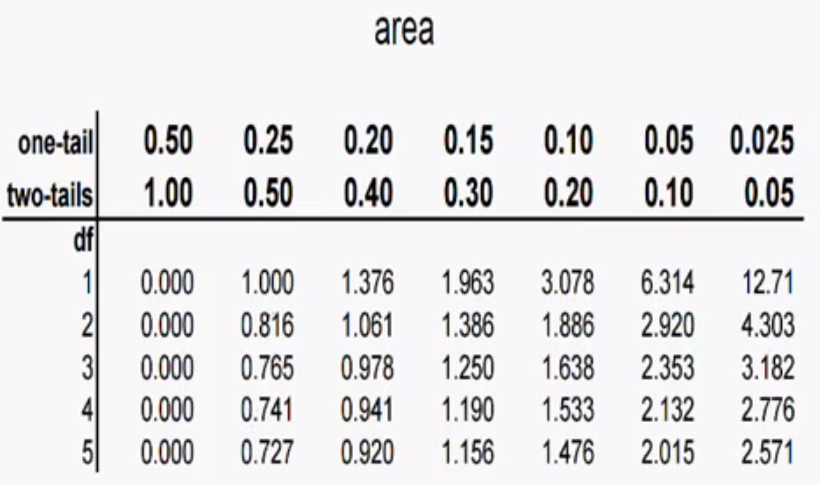 area
one-tail 0.50 0.25 0.20 0.15 0.10 0.05 0.025
two-tails 1.00 0.50 0.40 0.30 0.20 0.10 0.05
df
1 0.000 1.000 1.376 1.963 3.078 6.314 12.71
2 0.000 0.816 1.061 1.386 1.886 2.920 4.303
3 0.000 0.765 0.978 1.250 1.638 2.353 3.182
4 0.000 0.741 0.941 1.190 1.533 2.132 2.776
5 0.000 0.727 0.920 1.156 1.476 2.015 2.571